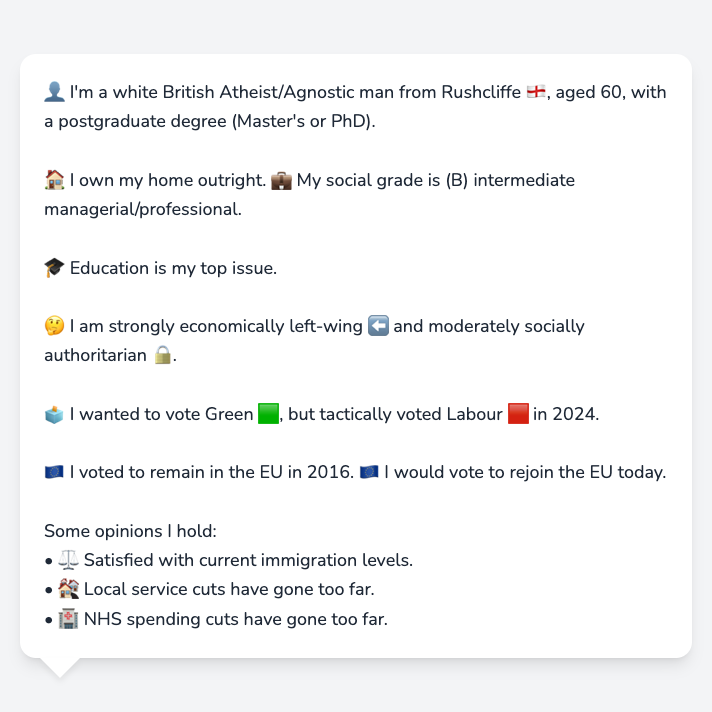 👤 I'm a white British Atheist/Agnostic man from Rushcliffe 🏴󠁧󠁢󠁥󠁮󠁧󠁿, aged 60, with
a postgraduate degree (Master's or PhD).
🏠 I own my home outright. 💼 My social grade is (B) intermediate
managerial/professional.
🎓 Education is my top issue.
🤔 I am strongly economically left-wing ⬅️ and moderately socially
authoritarian 🔒.
🗳️ I wanted to vote Green 🟩, but tactically voted Labour 🟥 in 2024.
🇪🇺 I voted to remain in the EU in 2016. 🇪🇺 I would vote to rejoin the EU today.
Some opinions I hold:
• ⚖️ Satisfied with current immigration levels.
• 🏘️ Local service cuts have gone too far.
• 🏥 NHS spending cuts have gone too far.